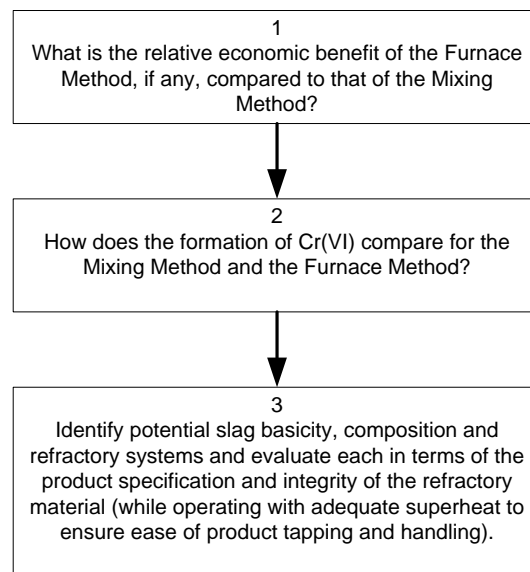 1
What is the relative economic benefit of the Furnace
Method, if any, compared to that of the Mixing
Method?
2
How does the formation of Cr(VI) compare for the
Mixing Method and the Furnace Method?
3
Identify potential slag basicity, composition and
refractory systems and evaluate each in terms of the
product specification and integrity of the refractory
material (while operating with adequate superheat to
ensure ease of product tapping and handling).